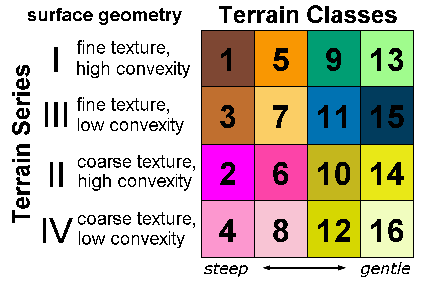 surface geometry Terrain Classes
Terrain Series
I fine texture, high convexity 1 5 9 13
III fine texture, low convexity 3 7 11 15
II coarse texture, high convexity 2 6 10 14
IV coarse texture, low convexity 4 8 12 16
steep gentle